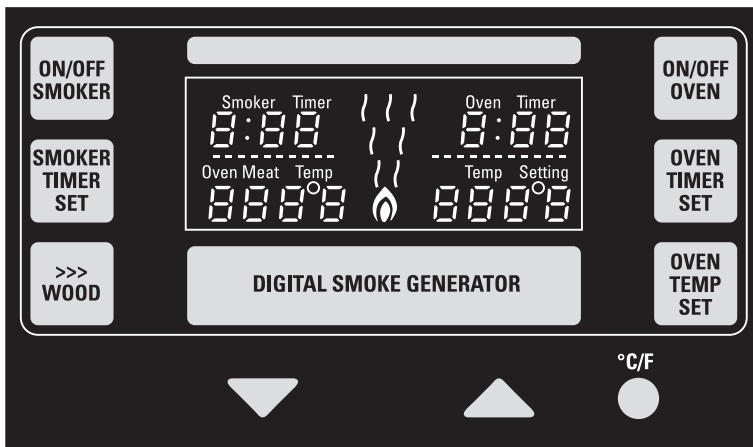 ON/OFF
SMOKER
SMOKER
TIMER
SET
>>>
WOOD
Smoker Timer
8:88
Oven Timer
8:88
Oven Meat Temp
888°8
Temp Setting
888°8
DIGITAL SMOKE GENERATOR
ON/OFF
OVEN
OVEN
TIMER
SET
OVEN
TEMP
SET
°C/F